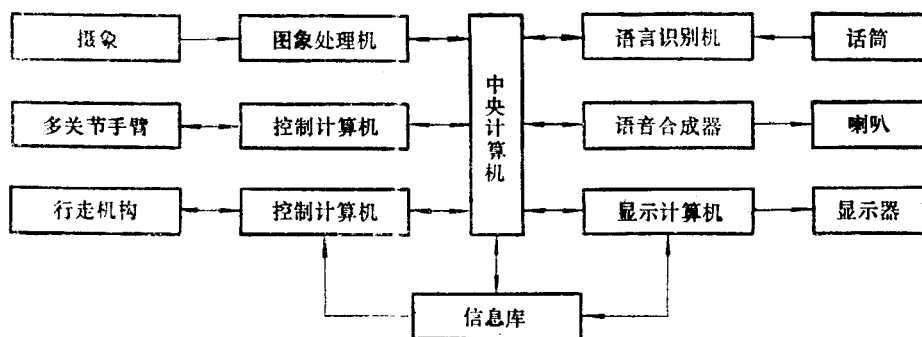 摄象
图象处理机
语言识别机
话筒
多关节手臂
控制计算机
中央计算机
语音合成器
喇叭
行走机构
控制计算机
显示计算机
显示器
信息库